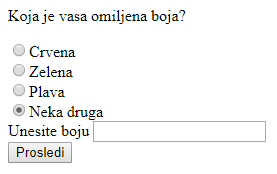 Koja je vasa omiljena boja?
Crvena
Zelena
Plava
Neka druga
Unesite boju
Prosledi